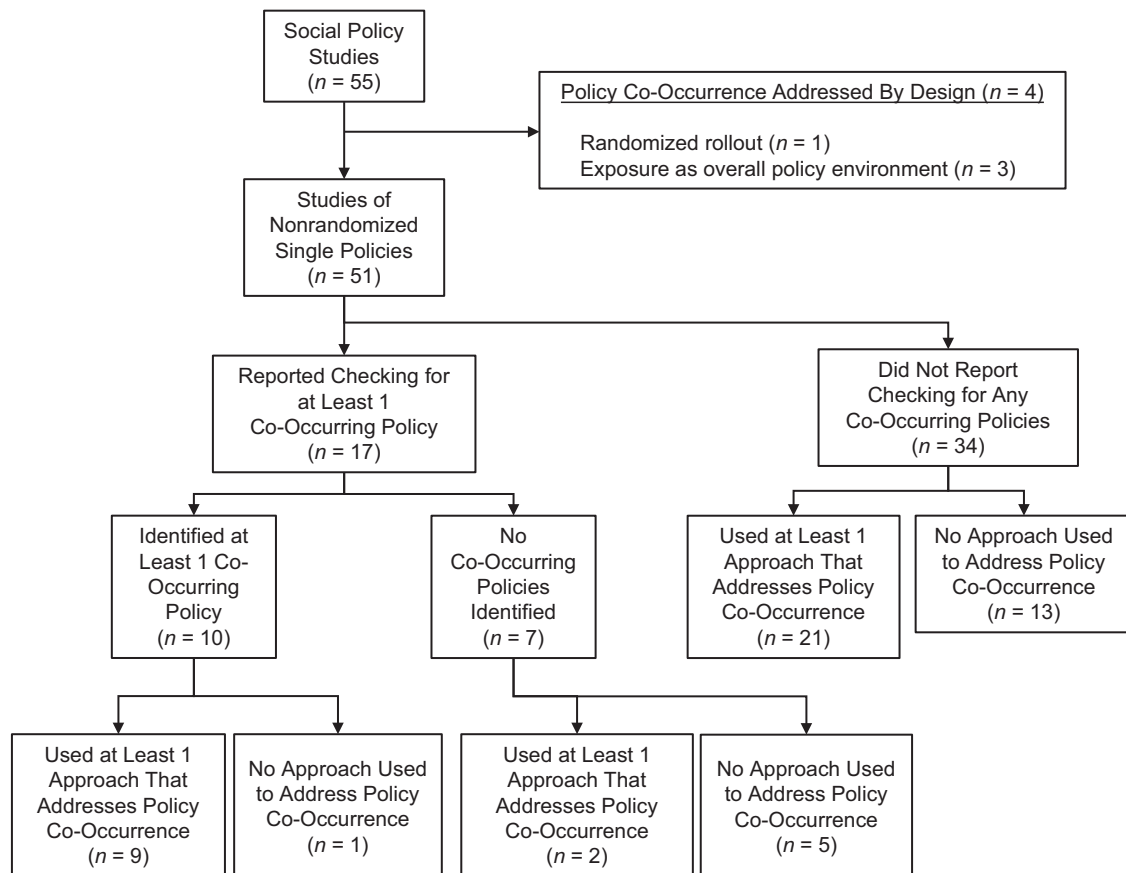 Social Policy
Studies
(n = 55)
Policy Co-Occurrence Addressed By Design (n = 4)
Randomized rollout (n = 1)
Exposure as overall policy environment (n = 3)
Studies of
Nonrandomized
Single Policies
(n = 51)
Reported Checking for
at Least 1
Co-Occurring Policy
(n = 17)
Did Not Report
Checking for Any
Co-Occurring Policies
(n = 34)
Identified at
Least 1 Co-
Occurring
Policy
(n = 10)
No
Co-Occurring
Policies
Identified
(n = 7)
Used at Least 1
Approach That
Addresses Policy
Co-Occurrence
(n = 21)
No Approach Used
to Address Policy
Co-Occurrence
(n = 13)
Used at Least 1
Approach That
Addresses Policy
Co-Occurrence
(n = 9)
No Approach Used
to Address Policy
Co-Occurrence
(n = 1)
Used at Least 1
Approach That
Addresses Policy
Co-Occurrence
(n = 2)
No Approach Used
to Address Policy
Co-Occurrence
(n = 5)